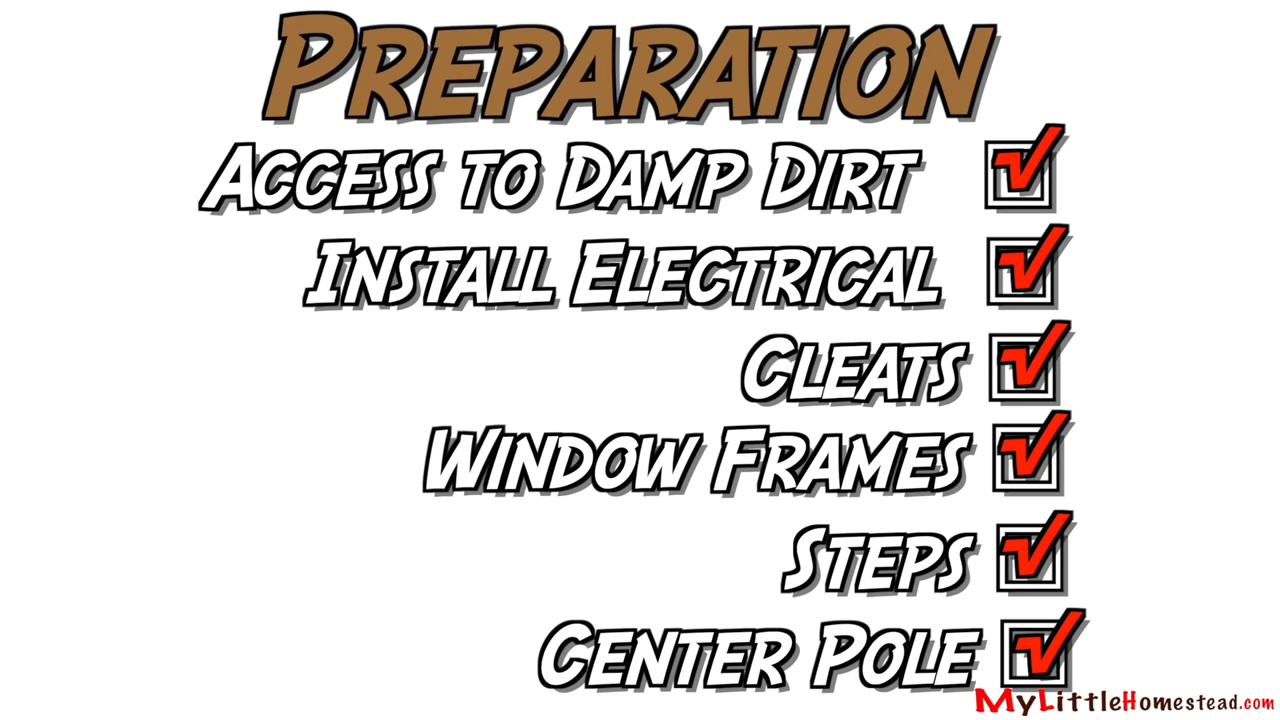 PREPARATION
ACCESS TO DAMP DIRT
INSTALL ELECTRICAL
CLEATS
WINDOW FRAMES
STEPS
CENTER POLE
MyLittleHomestead.com